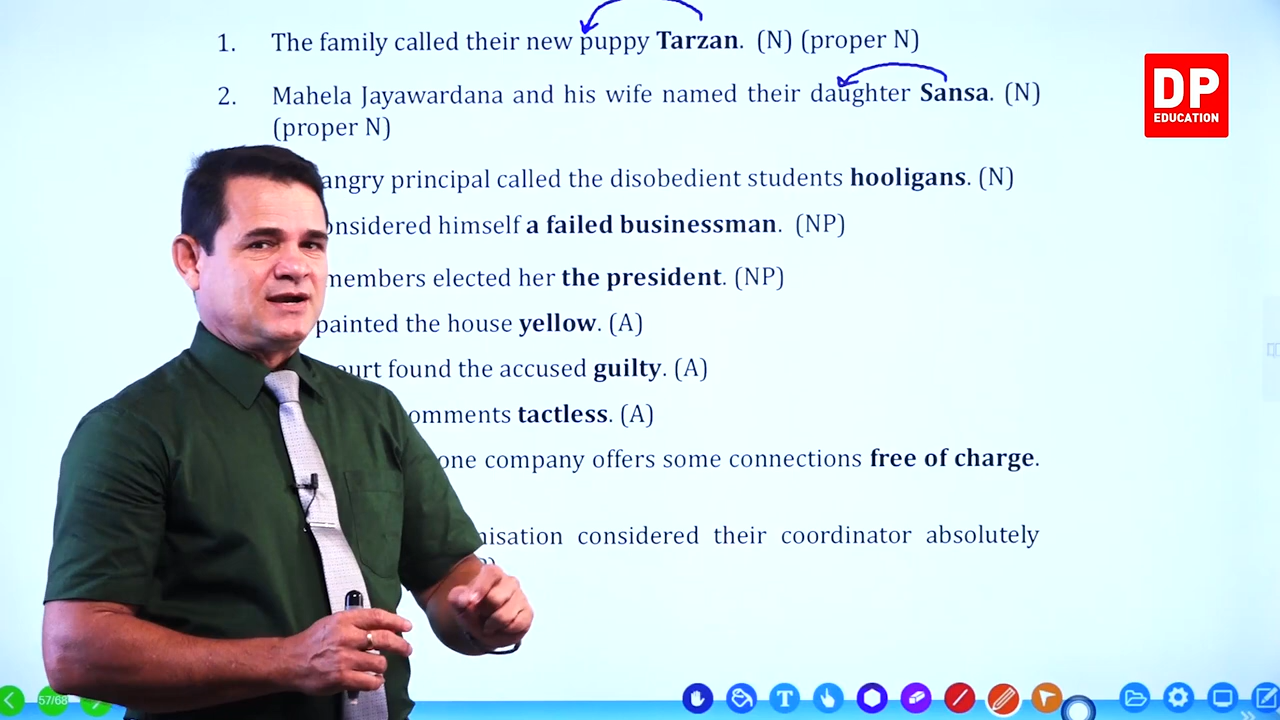 1. The family called their new puppy Tarzan. (N) (proper N)
DP
EDUCATION
2. Mahela Jayawardana and his wife named their daughter Sansa. (N)
(proper N)
angry principal called the disobedient students hooligans. (N)
onsidered himself a failed businessman. (NP)
members elected her the president. (NP)
painted the house yellow. (A)
ourt found the accused guilty. (A)
omments tactless. (A)
one company offers some connections free of charge.
nisation considered their coordinator absolutely
57/68
T